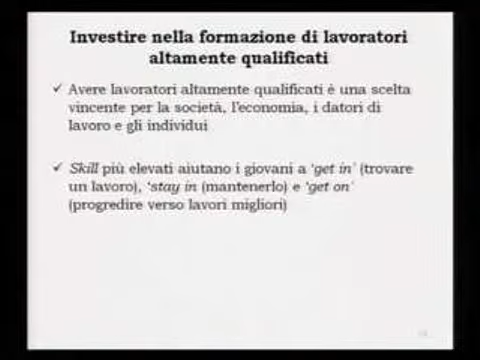 Investire nella formazione di lavoratori
altamente qualificati
✓ Avere lavoratori altamente qualificati è una scelta
vincente per la società, l'economia, i datori di
lavoro e gli individui
✓ Skill più elevati aiutano i giovani a 'get in' (trovare
un lavoro), 'stay in (mantenerlo) e 'get on'
(progredire verso lavori migliori)